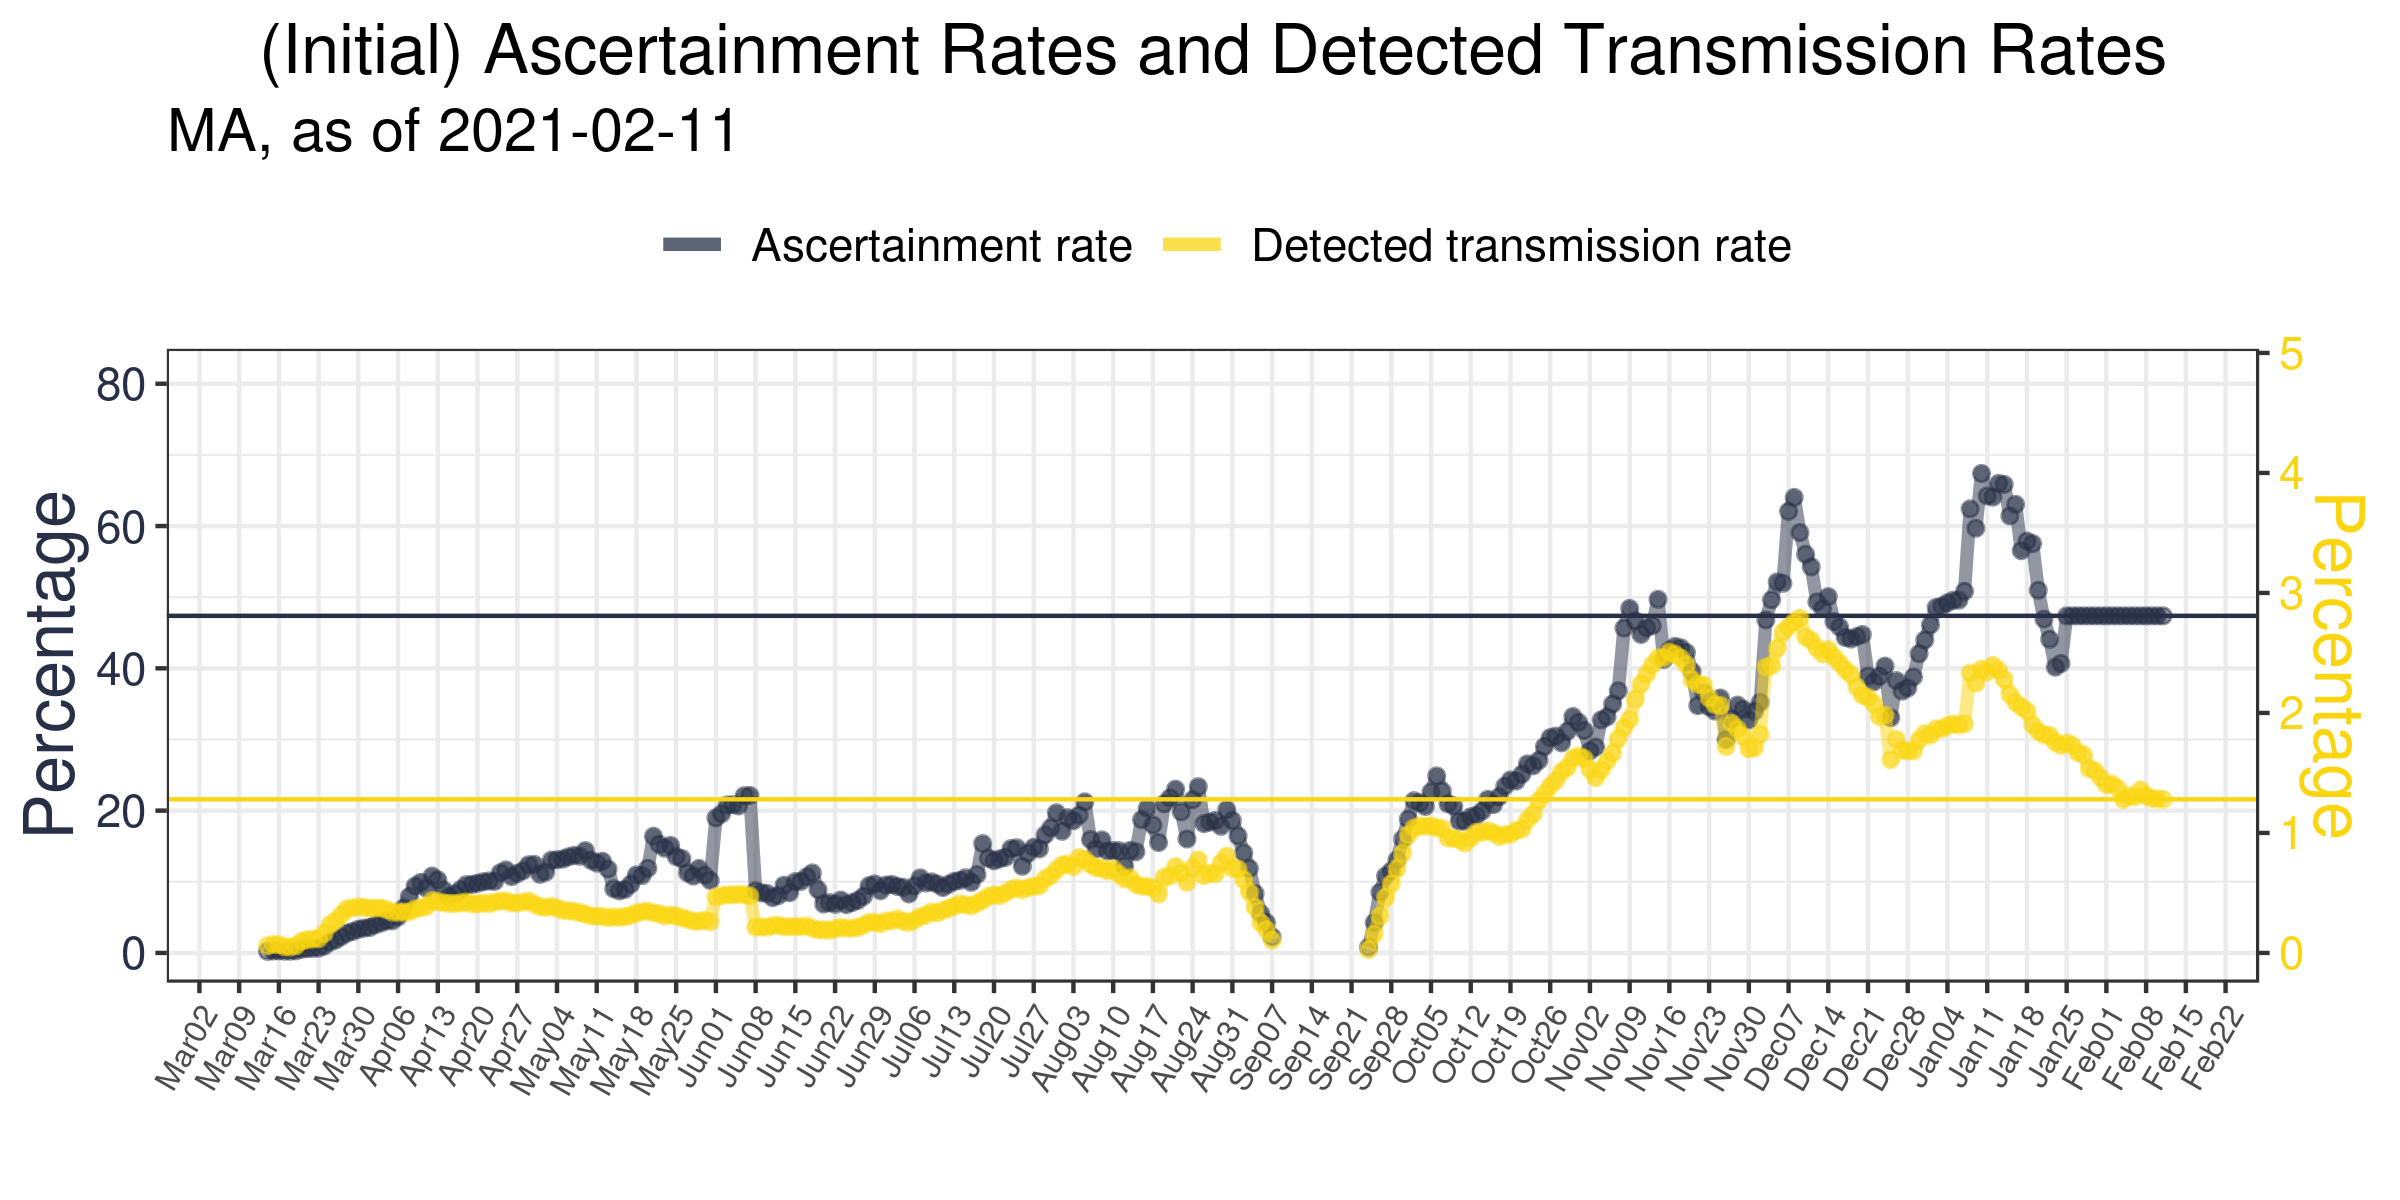 (Initial) Ascertainment Rates and Detected Transmission Rates
MA, as of 2021-02-11
Ascertainment rate Detected transmission rate
Percentage
80
60
40
20
0
5
4
3
2
1
0
Percentage
Mar02 Mar09 Mar16 Mar23 Mar30 Apr06 Apr13 Apr20 Apr27 May04 May11 May18 May25 Jun01 Jun08 Jun15 Jun22 Jun29 Jul06 Jul13 Jul20 Jul27 Aug03 Aug10 Aug17 Aug24 Aug31 Sep07 Sep14 Sep21 Sep28 Oct05 Oct12 Oct19 Oct26 Nov02 Nov09 Nov16 Nov23 Nov30 Dec07 Dec14 Dec21 Dec28 Jan04 Jan11 Jan18 Jan25 Feb01 Feb08 Feb15 Feb22